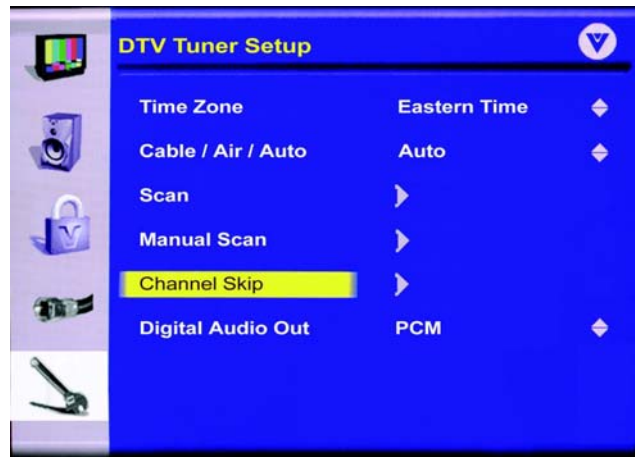 DTV Tuner Setup
V
Time Zone Eastern Time
Cable / Air / Auto Auto
Scan
Manual Scan
Channel Skip
Digital Audio Out PCM
V